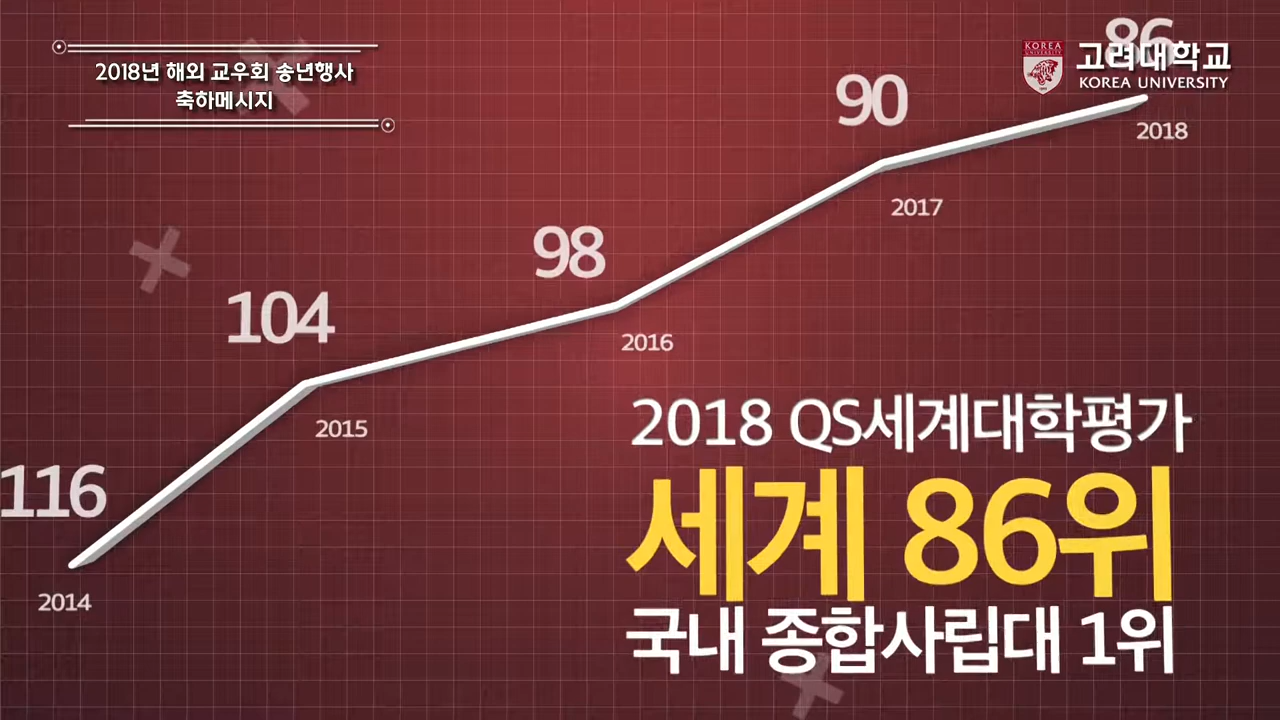 2018년 해외 교우회 송년행사
축하메시지
KOREA
UNIVERSITY
고려대학교
KOREA UNIVERSITY
86
2018
90
2017
98
2016
104
2015
116
2014
2018 QS세계대학평가
세계 86위
국내 종합사립대 1위